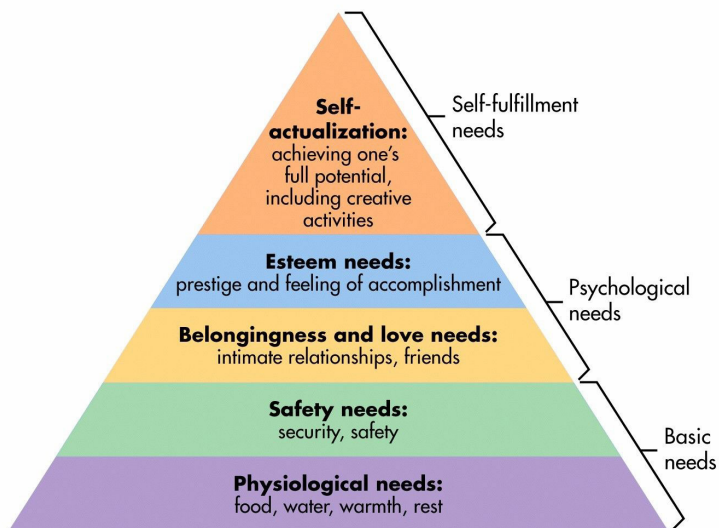 Self-
actualization:
achieving one's
full potential,
including creative
activities
Self-fulfillment
needs
Esteem needs:
prestige and feeling of accomplishment
Belongingness and love needs:
intimate relationships, friends
Psychological
needs
Safety needs:
security, safety
Physiological needs:
food, water, warmth, rest
Basic
needs